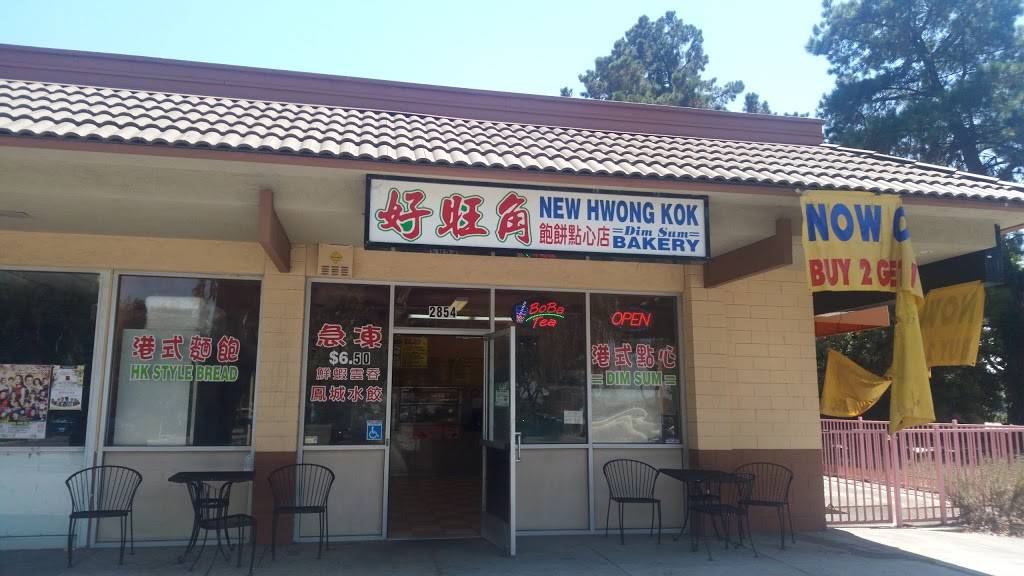 好旺角
NEW HWONG KOK
飽餅點心店
Dim Sum
BAKERY
NOW
BUY 2 GE
2854
BoBa
Tea
OPEN
港式麵飽
HK STYLE BREAD
急凍
$6.50
鮮蝦雲吞
鳳城水餃
港式點心
DIM SUM